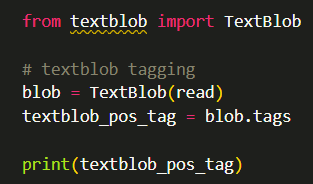 from textblob import TextBlob
# textblob tagging
blob = TextBlob(read)
textblob_pos_tag = blob.tags
print(textblob_pos_tag)